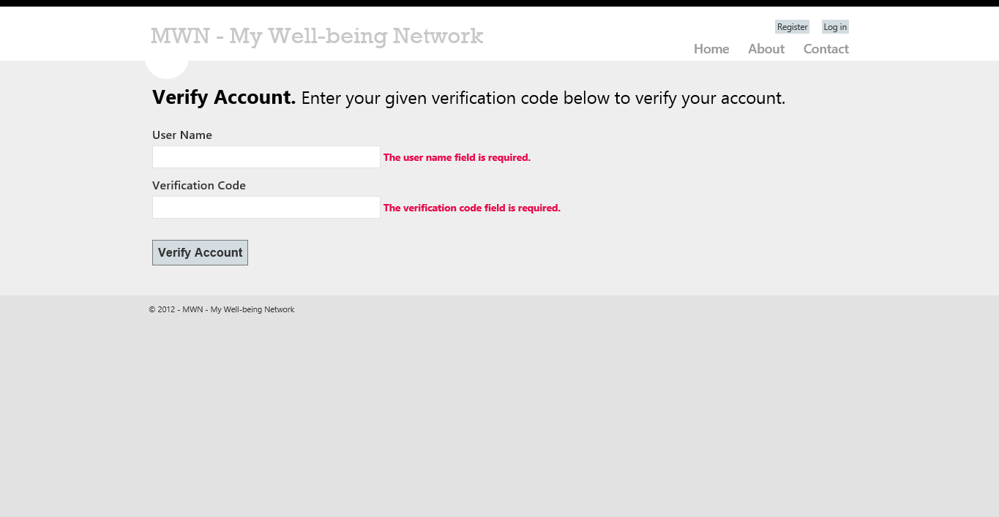 MWN - My Well-being Network
Register Log in
Home About Contact
Verify Account. Enter your given verification code below to verify your account.
User Name
The user name field is required.
Verification Code
The verification code field is required.
Verify Account
© 2012 - MWN - My Well-being Network